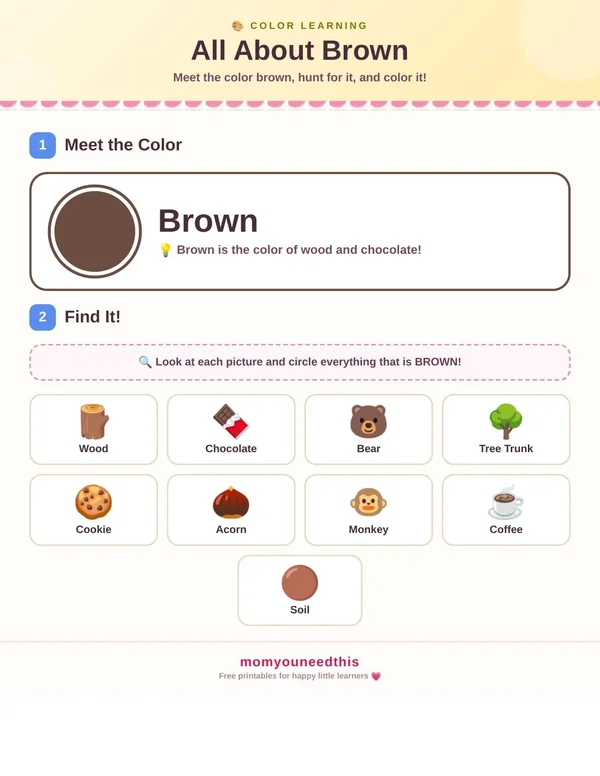 🎨 COLOR LEARNING
All About Brown
Meet the color brown, hunt for it, and color it!
1 Meet the Color
Brown
💡 Brown is the color of wood and chocolate!
2 Find It!
🔍 Look at each picture and circle everything that is BROWN!
Wood Chocolate Bear Tree Trunk
Cookie Acorn Monkey Coffee
Soil
momyouneedthis
Free printables for happy little learners 💗